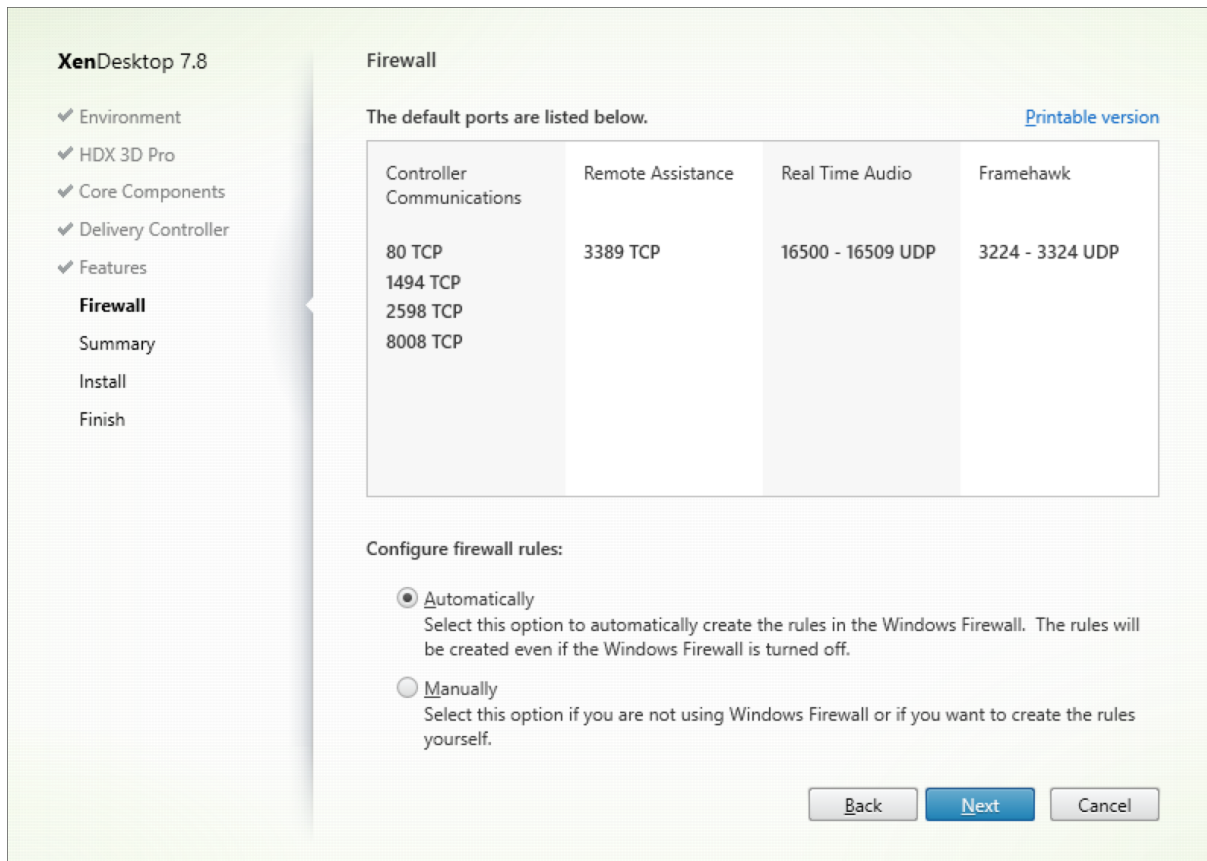 XenDesktop 7.8
Environment
HDX 3D Pro
Core Components
Delivery Controller
Features
Firewall
Summary
Install
Finish
Firewall
The default ports are listed below.
Printable version
Controller
Communications
80 TCP
1494 TCP
2598 TCP
8008 TCP
Remote Assistance
3389 TCP
Real Time Audio
16500 - 16509 UDP
Framehawk
3224 - 3324 UDP
Configure firewall rules:
Automatically
Select this option to automatically create the rules in the Windows Firewall.  The rules will
be created even if the Windows Firewall is turned off.
Manually
Select this option if you are not using Windows Firewall or if you want to create the rules
yourself.
Back
Next
Cancel